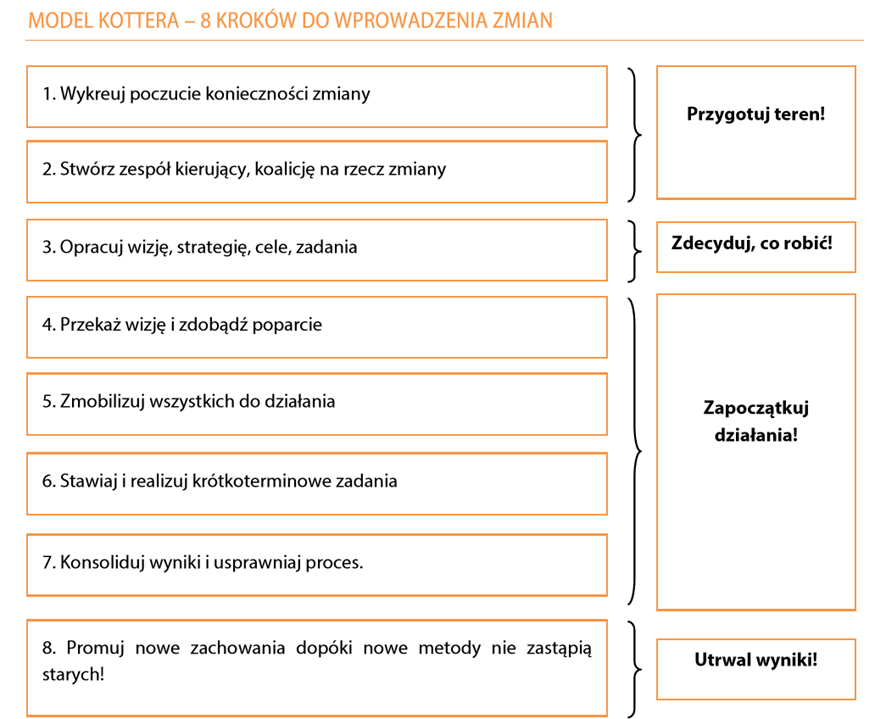 MODEL KOTTERA – 8 KROKÓW DO WPROWADZENIA ZMIAN
1. Wykreuj poczucie konieczności zmiany
2. Stwórz zespół kierujący, koalicję na rzecz zmiany
Przygotuj teren!
3. Opracuj wizję, strategię, cele, zadania
Zdecyduj, co robić!
4. Przekaż wizję i zdobądź poparcie
5. Zmobilizuj wszystkich do działania
6. Stawiaj i realizuj krótkoterminowe zadania
7. Konsoliduj wyniki i usprawniaj proces.
Zapoczątkuj
działania!
8. Promuj nowe zachowania dopóki nowe metody nie zastąpią
starych!
Utrwal wyniki!